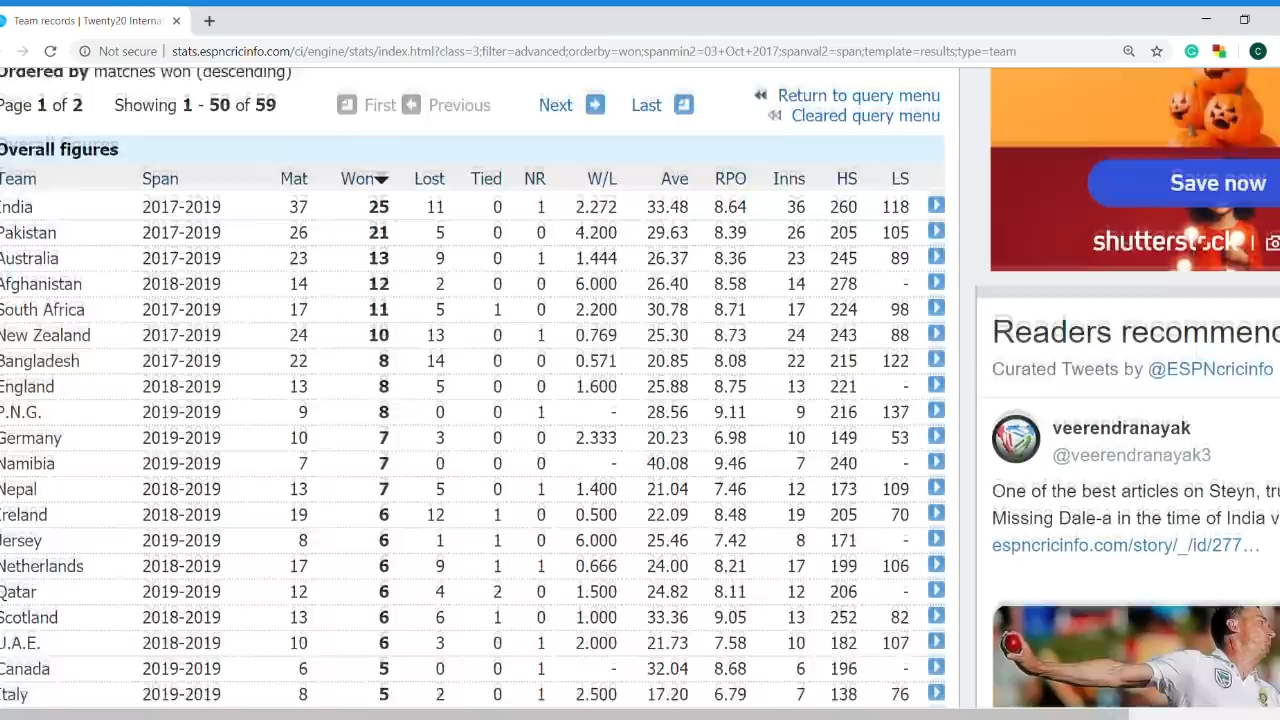 Team records | Twenty20 Interna
Not secure | stats.espncricinfo.com/ci/engine/stats/index.html?class=3;filter=advanced;orderby=won;spanmin2=03+Oct+2017;spanval2=span;template=results;type=team
C
Ordered by matches won (descending)
Page 1 of 2 Showing 1 - 50 of 59 First Previous Next Last Return to query menu
Cleared query menu
Overall figures
Team Span Mat Won Lost Tied NR W/L Ave RPO Inns HS LS
India 2017-2019 37 25 11 0 1 2.272 33.48 8.64 36 260 118
Pakistan 2017-2019 26 21 5 0 0 4.200 29.63 8.39 26 205 105
Australia 2017-2019 23 13 9 0 1 1.444 26.37 8.36 23 245 89
Afghanistan 2018-2019 14 12 2 0 0 6.000 26.40 8.58 14 278 -
South Africa 2017-2019 17 11 5 1 0 2.200 30.78 8.71 17 224 98
New Zealand 2017-2019 24 10 13 0 1 0.769 25.30 8.73 24 243 88
Bangladesh 2017-2019 22 8 14 0 0 0.571 20.85 8.08 22 215 122
England 2018-2019 13 8 5 0 0 1.600 25.88 8.75 13 221 -
P.N.G. 2019-2019 9 8 0 0 1 - 28.56 9.11 9 216 137
Germany 2019-2019 10 7 3 0 0 2.333 20.23 6.98 10 149 53
Namibia 2019-2019 7 7 0 0 0 - 40.08 9.46 7 240 -
Nepal 2018-2019 13 7 5 0 1 1.400 21.04 7.46 12 173 109
Ireland 2018-2019 19 6 12 1 0 0.500 22.09 8.48 19 205 70
Jersey 2019-2019 8 6 1 1 0 6.000 25.46 7.42 8 171 -
Netherlands 2018-2019 17 6 9 1 1 0.666 24.00 8.21 17 199 106
Qatar 2019-2019 12 6 4 2 0 1.500 24.82 8.11 12 206 -
Scotland 2018-2019 13 6 6 1 0 1.000 33.36 9.05 13 252 82
U.A.E. 2018-2019 10 6 3 0 1 2.000 21.73 7.58 10 182 107
Canada 2019-2019 6 5 0 0 1 - 32.04 8.68 6 196 -
Italy 2019-2019 8 5 2 0 1 2.500 17.20 6.79 7 138 76
Save now
shutterstock
Readers recommend
Curated Tweets by @ESPNcricinfo
veerendranayak
@veerendranayak3
One of the best articles on Steyn, tru
Missing Dale-a in the time of India v
espncricinfo.com/story/_/id/277…